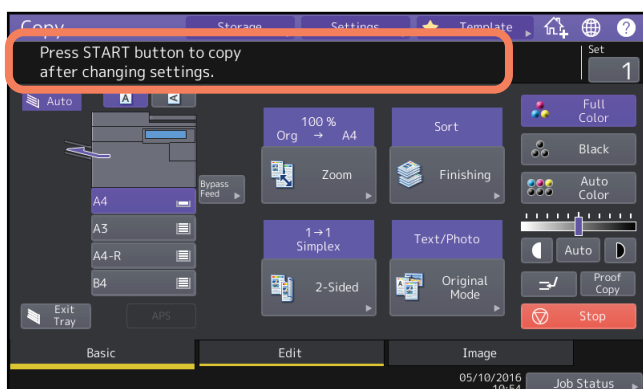 Copy Storage Settings Template
Press START button to copy
after changing settings.
Set
1
Auto A A
100 %
Org → A4
Zoom
Sort
Finishing
Full
Color
Black
Auto
Color
Bypass
Feed
A4
A3
A4-R
B4
1→1
Simplex
2-Sided
Text/Photo
Original
Mode
Auto
Proof
Copy
Stop
Exit
Tray
APS
Basic Edit Image
05/10/2016
10:54
Job Status